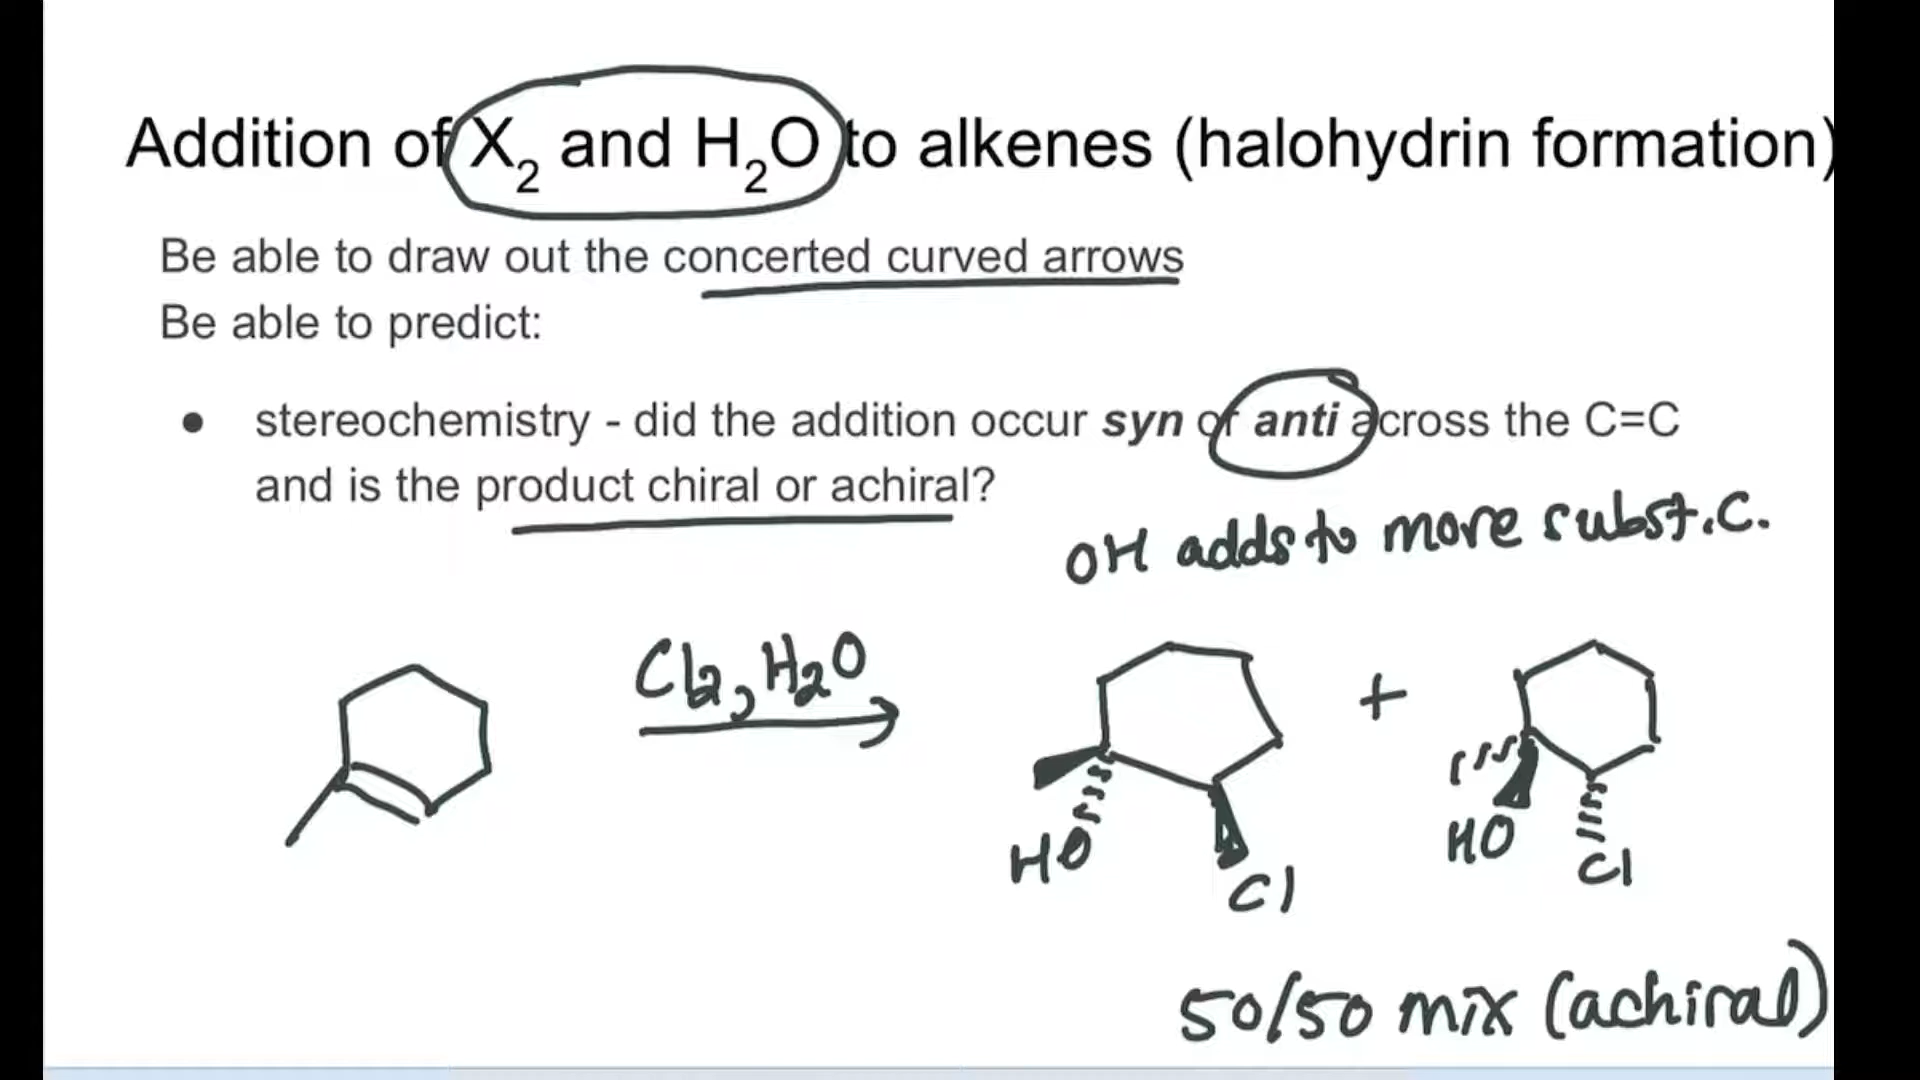 Addition of X₂ and H₂O to alkenes (halohydrin formation)
Be able to draw out the concerted curved arrows
Be able to predict:
● stereochemistry - did the addition occur syn or anti across the C=C
and is the product chiral or achiral?
OH adds to more subst. C.
Cl₂, H₂O
+
HO
Cl
HO
Cl
50/50 mix (achiral)